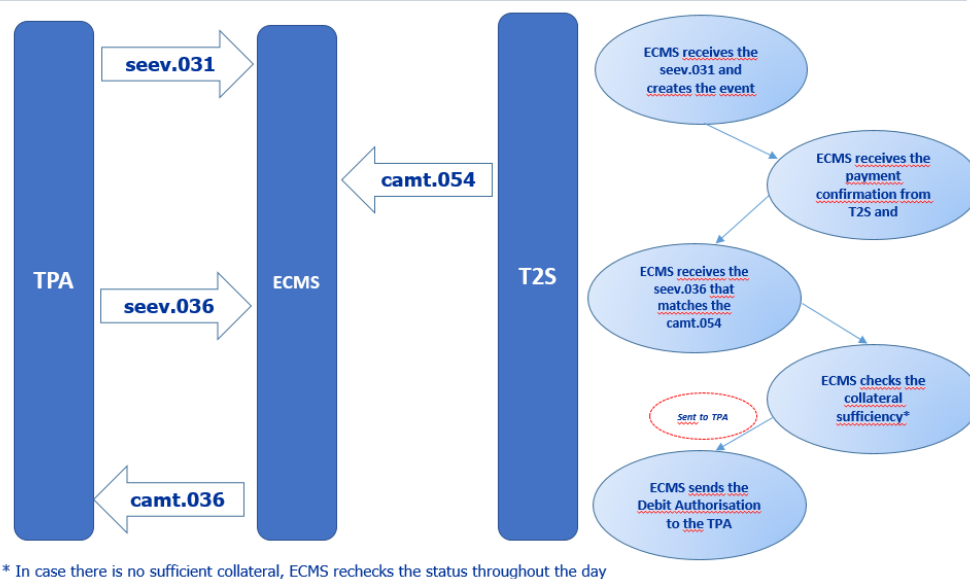 TPA
seev.031
seev.036
camt.036
ECMS
camt.054
T2S
ECMS receives the
seev.031 and
creates the event
ECMS receives the
payment
confirmation from
T2S and
ECMS receives the
seev.036 that
matches the
camt.054
ECMS checks the
collateral
sufficiency*
Sent to TPA
ECMS sends the
Debit Authorisation
to the TPA
* In case there is no sufficient collateral, ECMS rechecks the status throughout the day